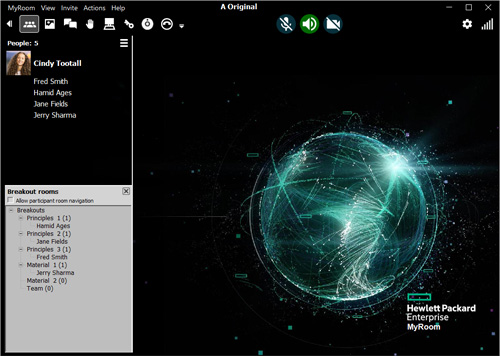 MyRoom View Invite Actions Help
A Original
People: 5
Cindy Tootall
Fred Smith
Hamid Ages
Jane Fields
Jerry Sharma
Breakout rooms
Allow participant room navigation
Breakouts
Principles 1 (1)
Hamid Ages
Principles 2 (1)
Jane Fields
Principles 3 (1)
Fred Smith
Material 1 (1)
Jerry Sharma
Material 2 (0)
Team (0)
Hewlett Packard
Enterprise
MyRoom